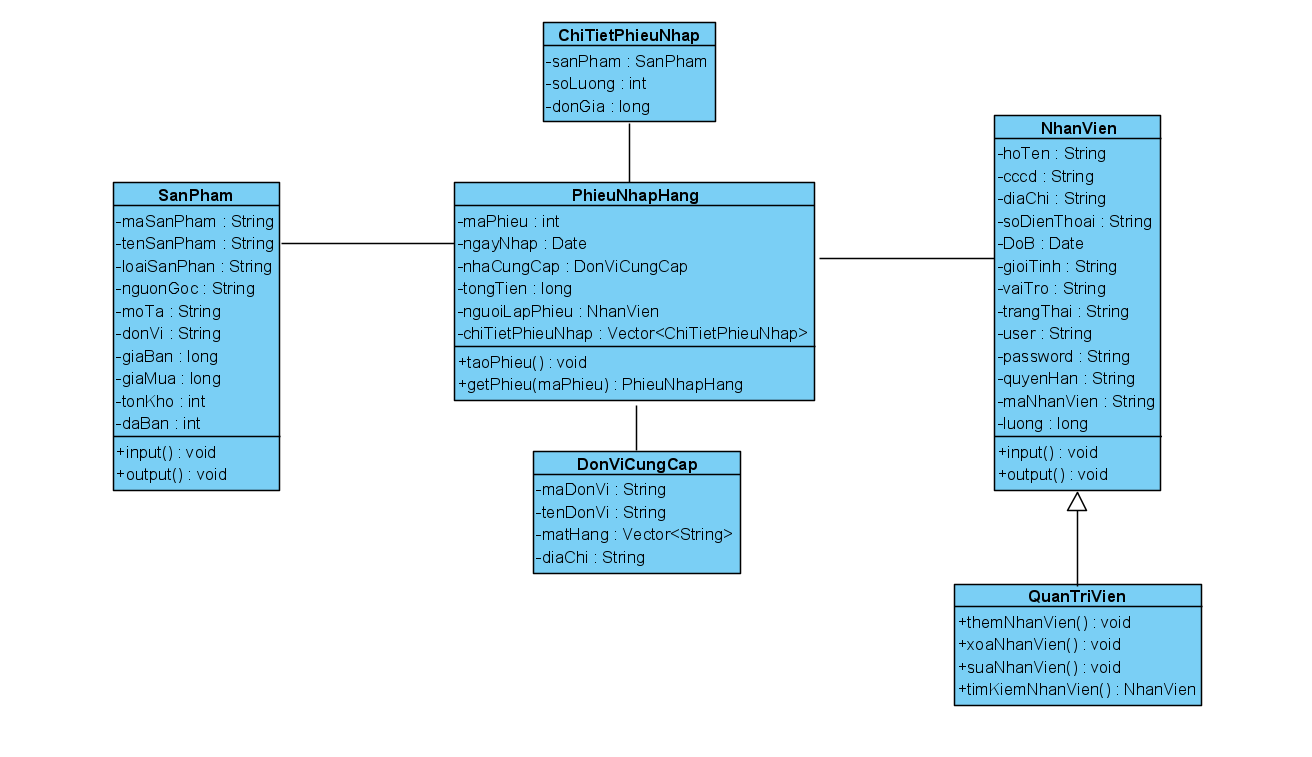 ChiTietPhieuNhap
-sanPham : SanPham
-soLuong : int
-donGia : long
SanPham
-maSanPham : String
-tenSanPham : String
-loaiSanPhan : String
-nguonGoc : String
-moTa : String
-donVi : String
-giaBan : long
-giaMua : long
-tonKho : int
-daBan : int
+input() : void
+output() : void
PhieuNhapHang
-maPhieu : int
-ngayNhap : Date
-nhaCungCap : DonViCungCap
-tongTien : long
-nguoiLapPhieu : NhanVien
-chiTietPhieuNhap : Vector<ChiTietPhieuNhap>
+taoPhieu() : void
+getPhieu(maPhieu) : PhieuNhapHang
NhanVien
-hoTen : String
-cccd : String
-diaChi : String
-soDienThoai : String
-DoB : Date
-gioiTinh : String
-vaiTro : String
-trangThai : String
-user : String
-password : String
-quyenHan : String
-maNhanVien : String
-luong : long
+input() : void
+output() : void
DonViCungCap
-maDonVi : String
-tenDonVi : String
-matHang : Vector<String>
-diaChi : String
QuanTriVien
+themNhanVien() : void
+xoaNhanVien() : void
+suaNhanVien() : void
+timKiemNhanVien() : NhanVien